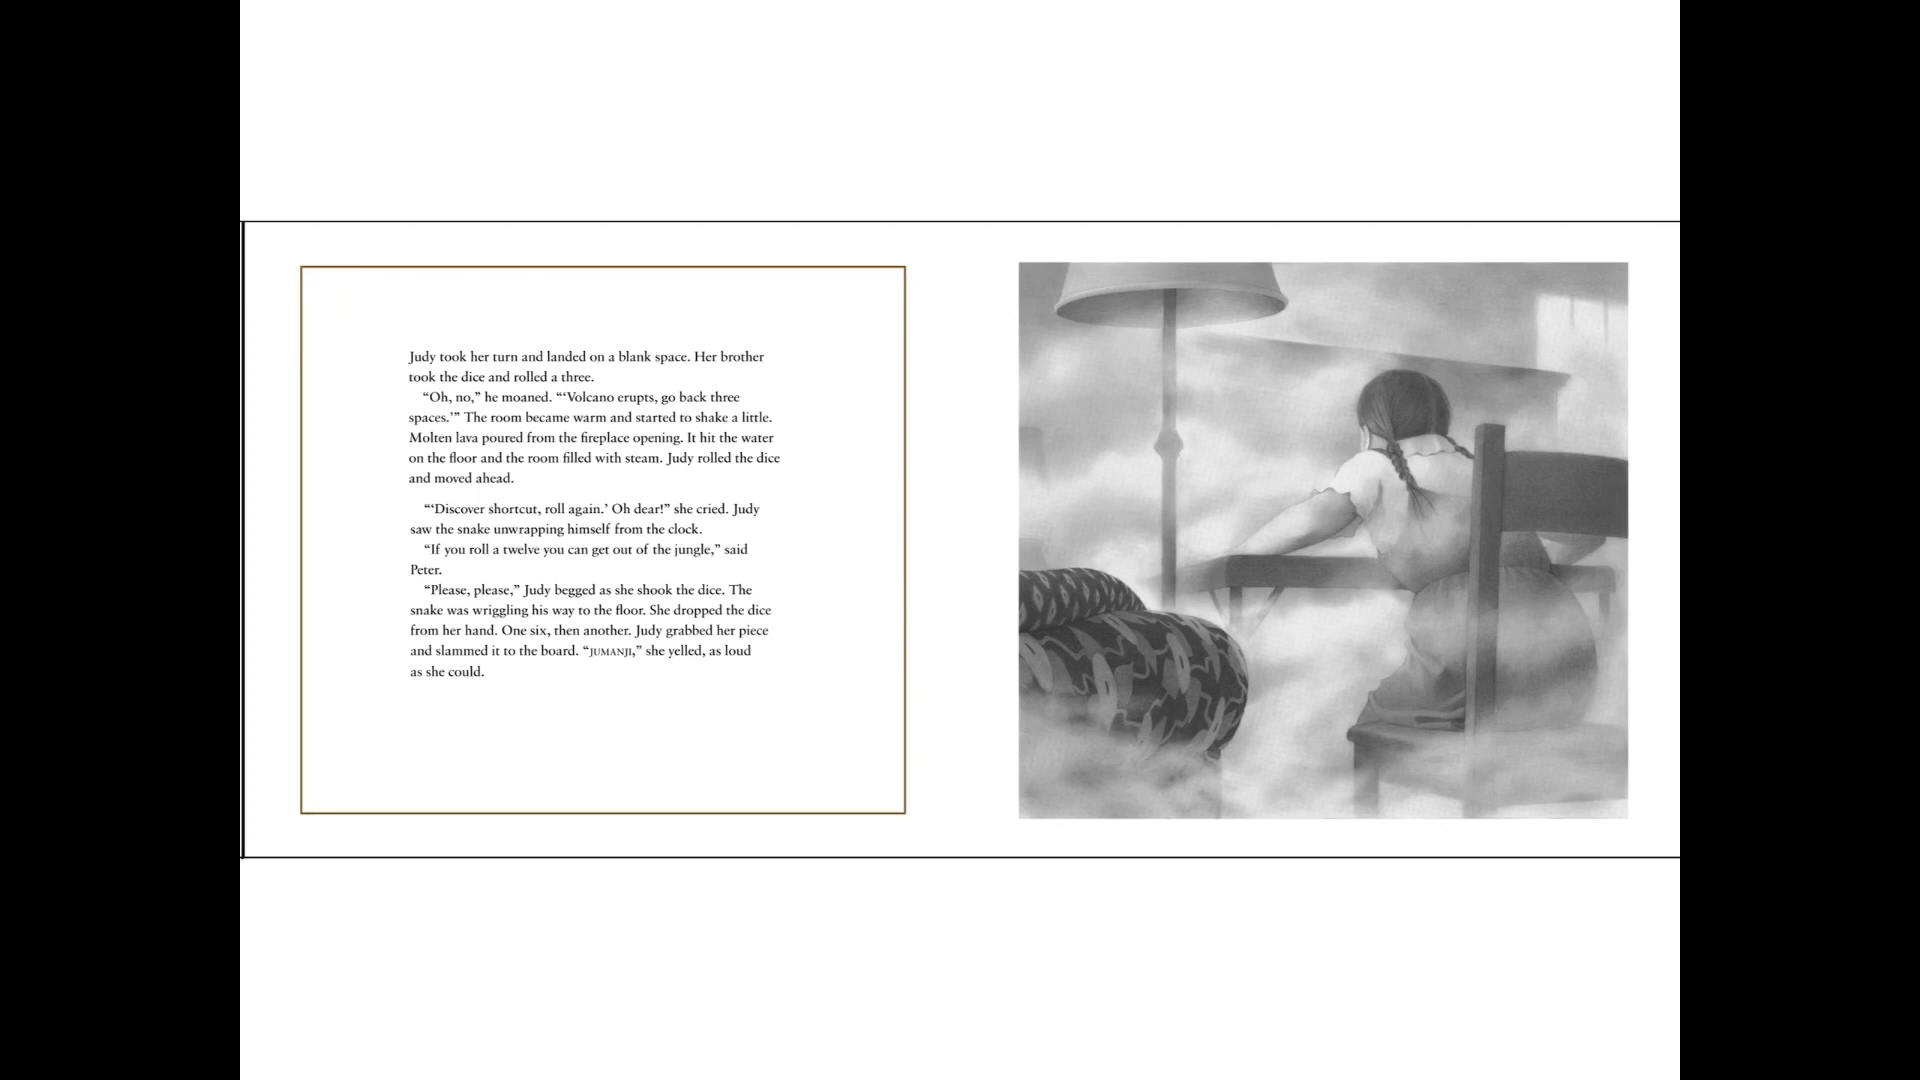 Judy took her turn and landed on a blank space. Her brother
took the dice and rolled a three.
“Oh, no,” he moaned. “‘Volcano erupts, go back three
spaces.’” The room became warm and started to shake a little.
Molten lava poured from the fireplace opening. It hit the water
on the floor and the room filled with steam. Judy rolled the dice
and moved ahead.
“‘Discover shortcut, roll again.’ Oh dear!” she cried. Judy
saw the snake unwrapping himself from the clock.
“If you roll a twelve you can get out of the jungle,” said
Peter.
“Please, please,” Judy begged as she shook the dice. The
snake was wriggling his way to the floor. She dropped the dice
from her hand. One six, then another. Judy grabbed her piece
and slammed it to the board. “JUMANJI,” she yelled, as loud
as she could.